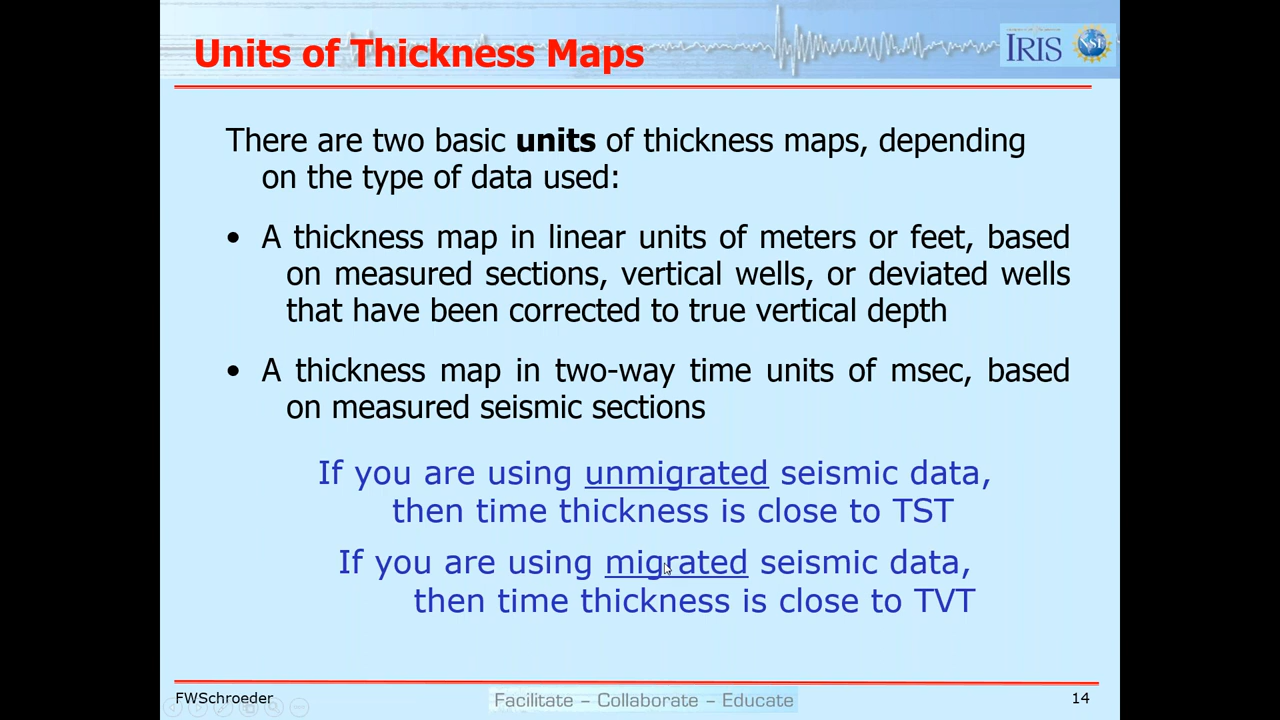 Units of Thickness Maps
IRIS
NSF
There are two basic units of thickness maps, depending
on the type of data used:
• A thickness map in linear units of meters or feet, based
on measured sections, vertical wells, or deviated wells
that have been corrected to true vertical depth
• A thickness map in two-way time units of msec, based
on measured seismic sections
If you are using unmigrated seismic data,
then time thickness is close to TST
If you are using migrated seismic data,
then time thickness is close to TVT
FWSchroeder
Facilitate – Collaborate – Educate
14